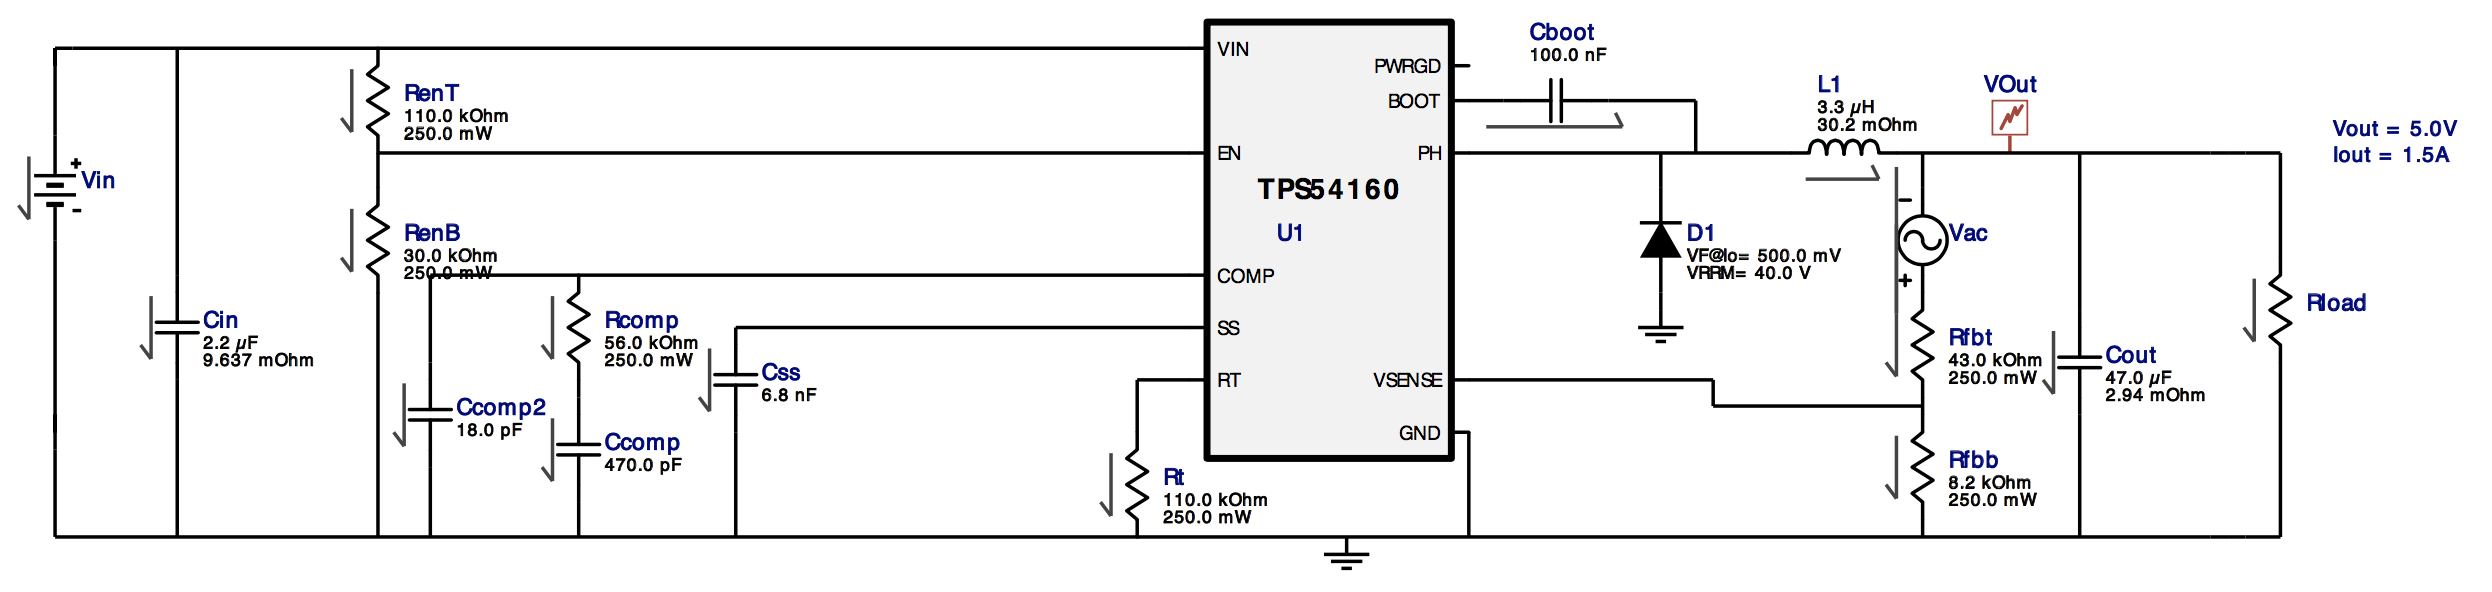 VIN
PWRGD
BOOT
EN
PH
TPS54160
U1
COMP
SS
RT
VSENSE
GND
+
Vin
-
Cin
2.2 µF
9.637 mOhm
RenT
110.0 kOhm
250.0 mW
RenB
30.0 kOhm
250.0 mW
Ccomp2
18.0 pF
Rcomp
56.0 kOhm
250.0 mW
Ccomp
470.0 pF
Css
6.8 nF
Rt
110.0 kOhm
250.0 mW
Cboot
100.0 nF
D1
VF@Io= 500.0 mV
VRRM= 40.0 V
L1
3.3 µH
30.2 mOhm
VOut
-
Vac
+
Rfbt
43.0 kOhm
250.0 mW
Rfbb
8.2 kOhm
250.0 mW
Cout
47.0 µF
2.94 mOhm
Rload
Vout = 5.0V
Iout = 1.5A